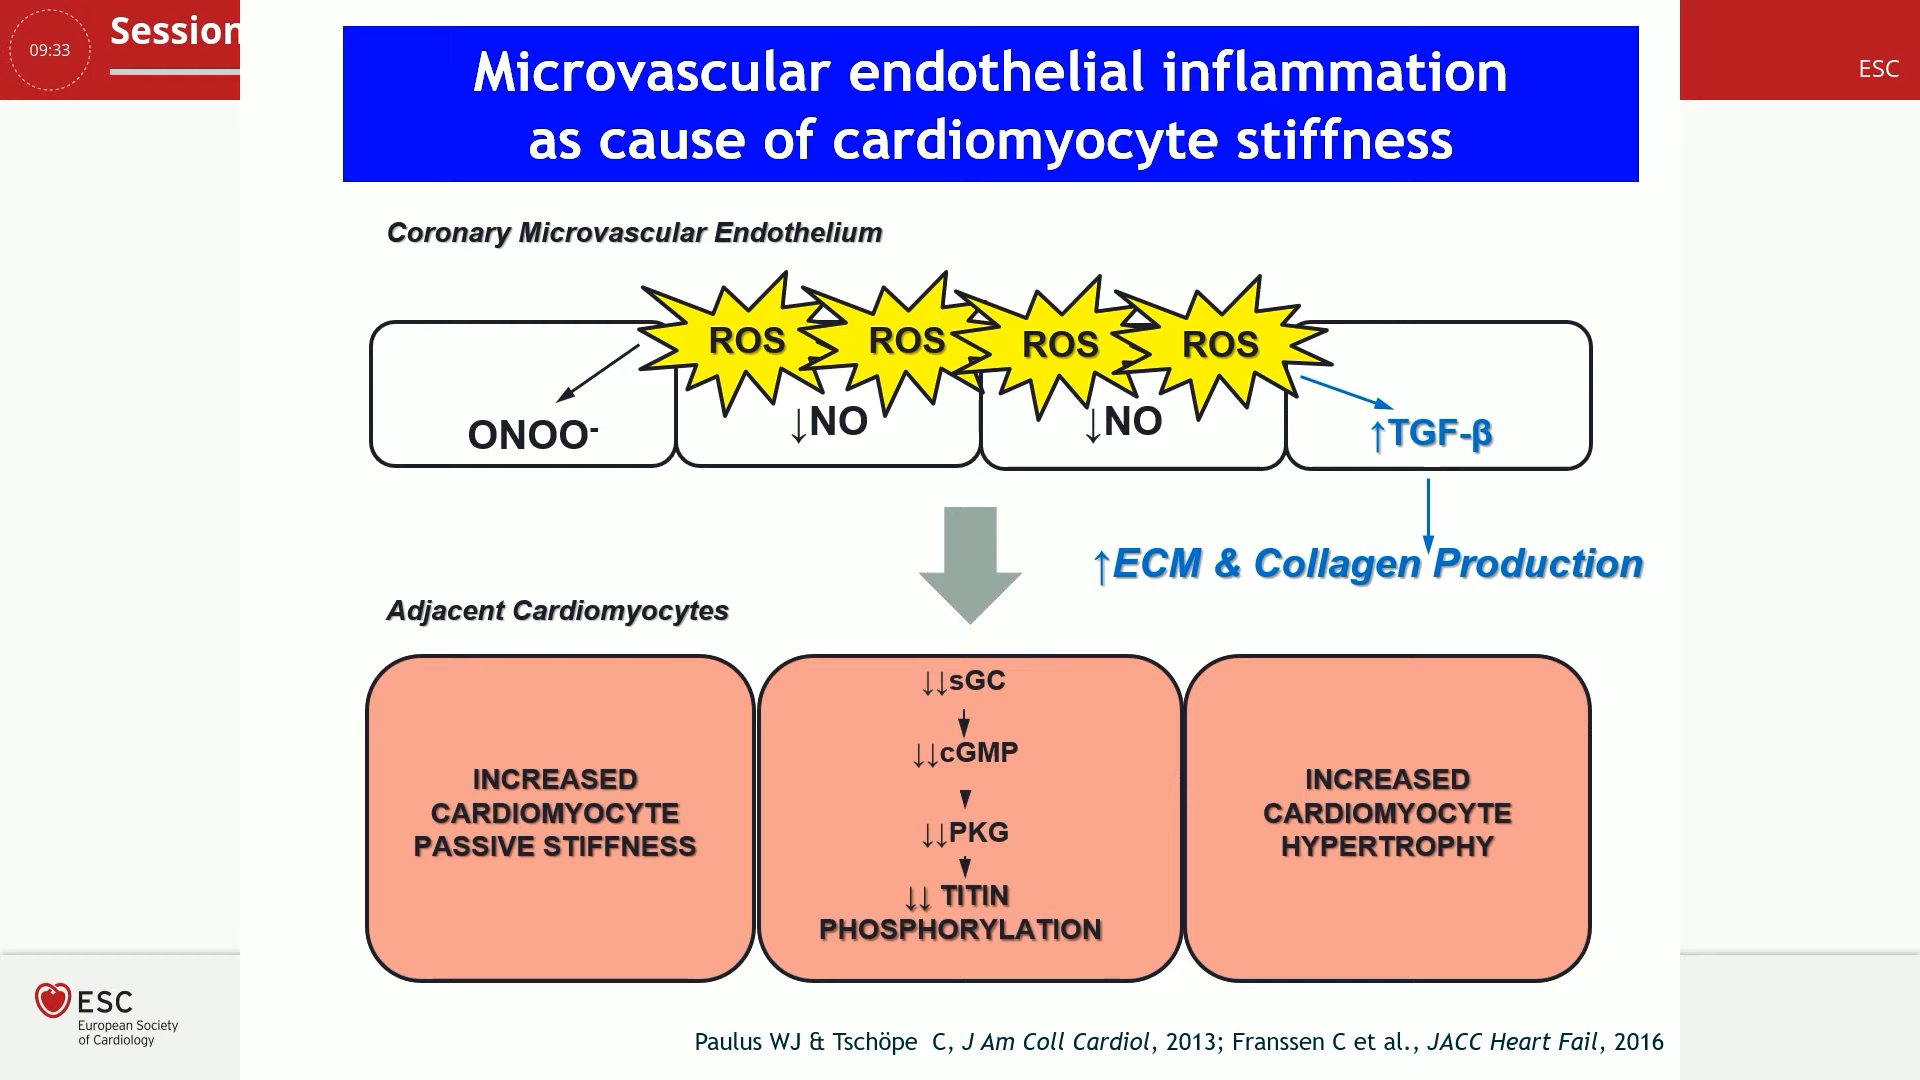 09:33
Session
ESC
Microvascular endothelial inflammation
as cause of cardiomyocyte stiffness
Coronary Microvascular Endothelium
ROS ROS ROS ROS
ONOO-
↓NO
↓NO
↑TGF-β
↑ECM & Collagen Production
Adjacent Cardiomyocytes
INCREASED
CARDIOMYOCYTE
PASSIVE STIFFNESS
↓↓sGC
↓↓cGMP
↓↓PKG
↓↓ TITIN
PHOSPHORYLATION
INCREASED
CARDIOMYOCYTE
HYPERTROPHY
ESC
European Society
of Cardiology
Paulus WJ & Tschöpe C, J Am Coll Cardiol, 2013; Franssen C et al., JACC Heart Fail, 2016